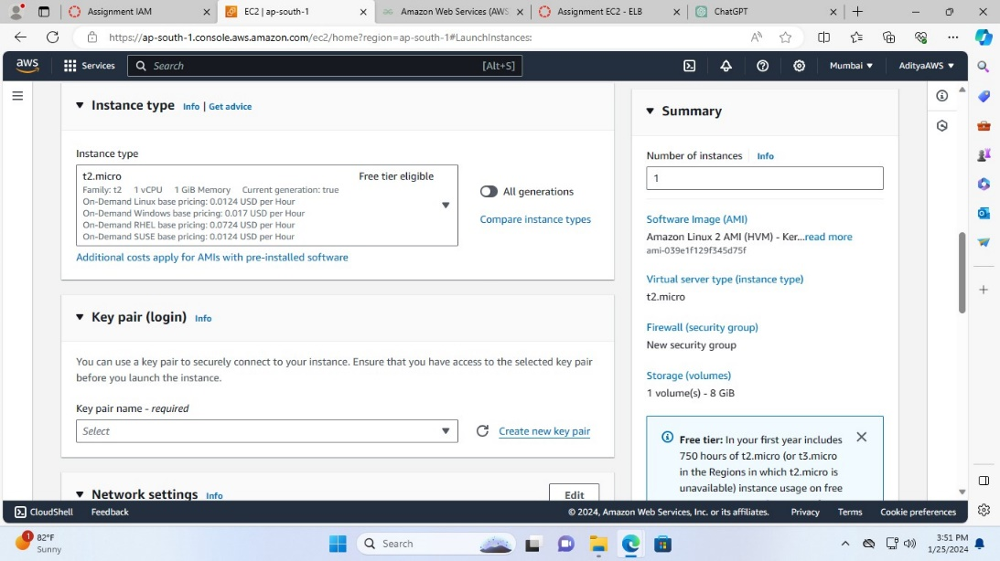 Assignment IAM
EC2 | ap-south-1
Amazon Web Services (AWS
Assignment EC2 - ELB
ChatGPT
https://ap-south-1.console.aws.amazon.com/ec2/home?region=ap-south-1#LaunchInstances:
aws
Services
Search
[Alt+S]
Mumbai
AdityaAWS
Instance type
Info | Get advice
Instance type
t2.micro
Free tier eligible
Family: t2 1 vCPU 1 GiB Memory Current generation: true
On-Demand Linux base pricing: 0.0124 USD per Hour
On-Demand Windows base pricing: 0.017 USD per Hour
On-Demand RHEL base pricing: 0.0724 USD per Hour
On-Demand SUSE base pricing: 0.0124 USD per Hour
All generations
Compare instance types
Additional costs apply for AMIs with pre-installed software
Key pair (login)
Info
You can use a key pair to securely connect to your instance. Ensure that you have access to the selected key pair
before you launch the instance.
Key pair name - required
Select
Create new key pair
Network settings
Info
Edit
Summary
Number of instances
Info
1
Software Image (AMI)
Amazon Linux 2 AMI (HVM) - Ker...read more
ami-039e1f129f345d75f
Virtual server type (instance type)
t2.micro
Firewall (security group)
New security group
Storage (volumes)
1 volume(s) - 8 GiB
Free tier: In your first year includes
750 hours of t2.micro (or t3.micro
in the Regions in which t2.micro is
unavailable) instance usage on free
CloudShell
Feedback
© 2024, Amazon Web Services, Inc. or its affiliates.
Privacy
Terms
Cookie preferences
1
82°F
Sunny
Search
3:51 PM
1/25/2024